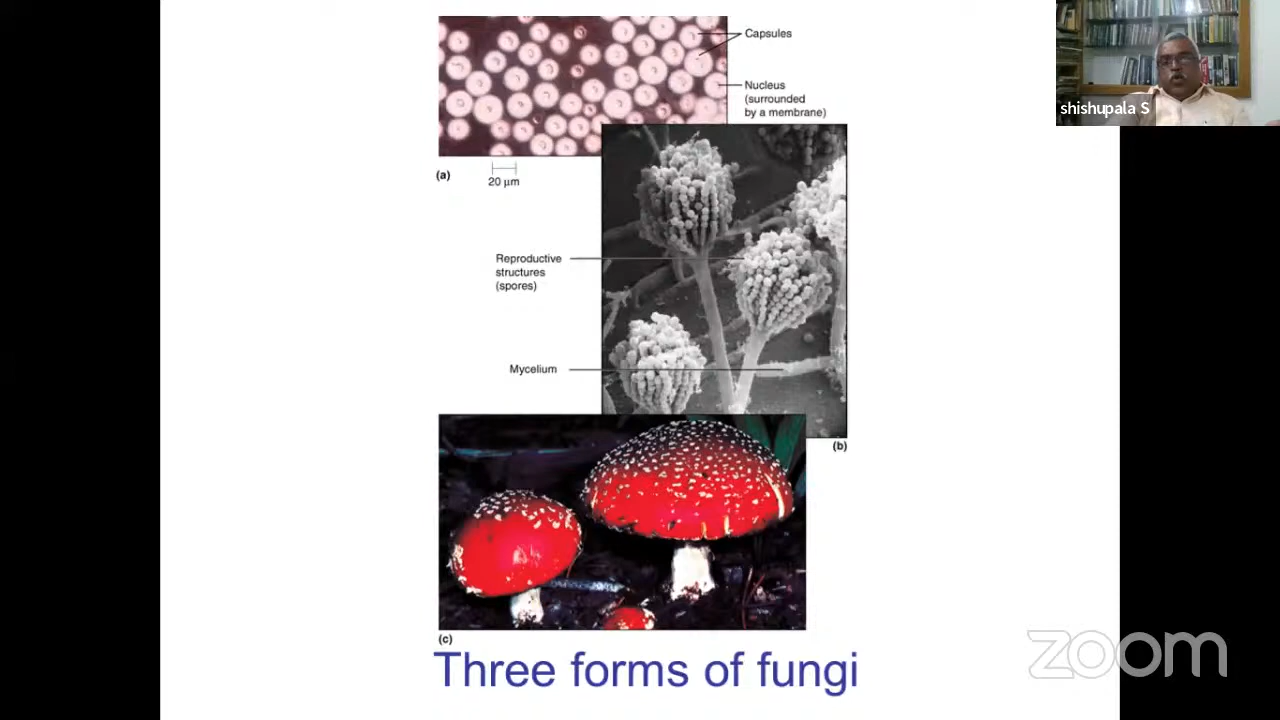 Capsules
Nucleus
(surrounded
by a membrane)
shishupala S
(a)
20 μm
Reproductive
structures
(spores)
Mycelium
(b)
(c)
Three forms of fungi
zoom